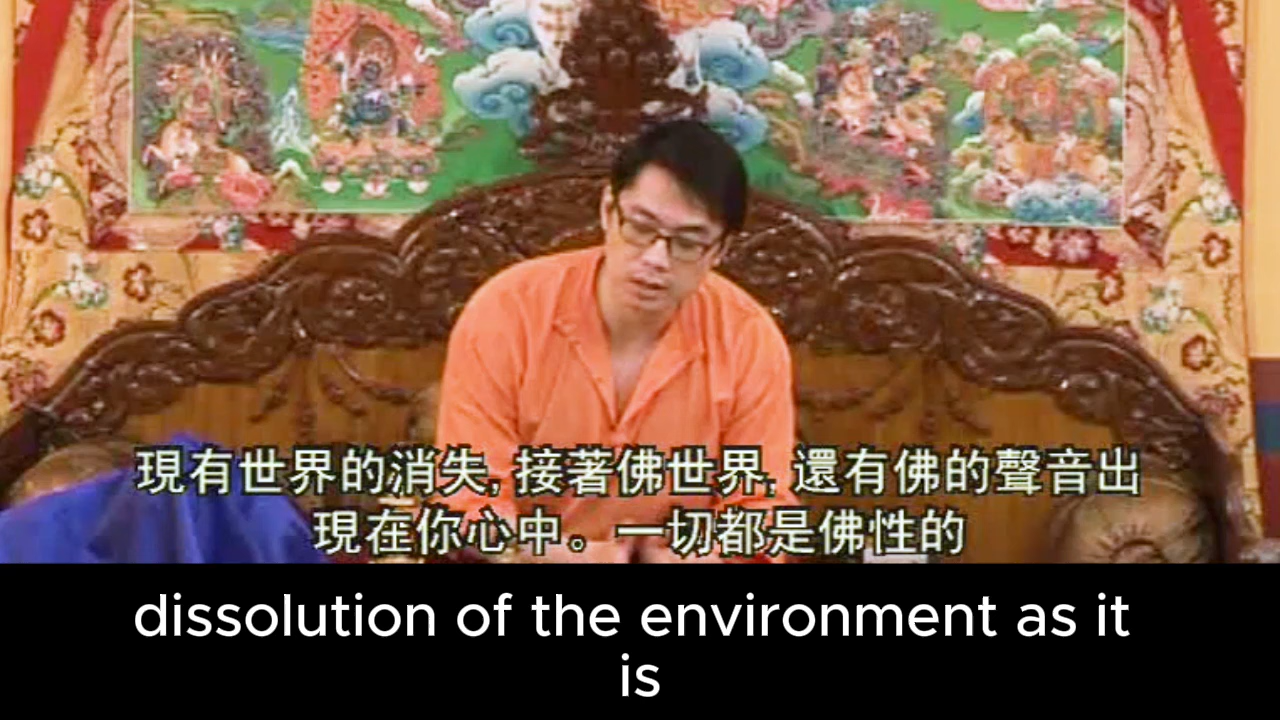 現有世界的消失, 接著佛世界, 還有佛的聲音出
現在你心中。一切都是佛性的
dissolution of the environment as it
is